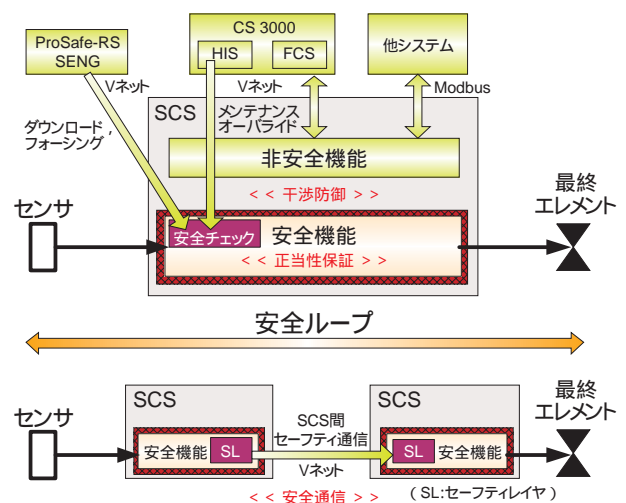 ProSafe-RS
SENG
CS 3000
HIS
FCS
他システム
Vネット
Vネット
Modbus
SCS
メンテナンス
オーバライド
ダウンロード,
フォーシング
非安全機能
<< 干渉防御 >>
センサ
最終
エレメント
安全チェック
安全機能
<< 正当性保証 >>
安全ループ
センサ
SCS
SCS
最終
エレメント
SCS間
セーフティ通信
安全機能
SL
SL
安全機能
Vネット
<< 安全通信 >>
(SL:セーフティレイヤ)